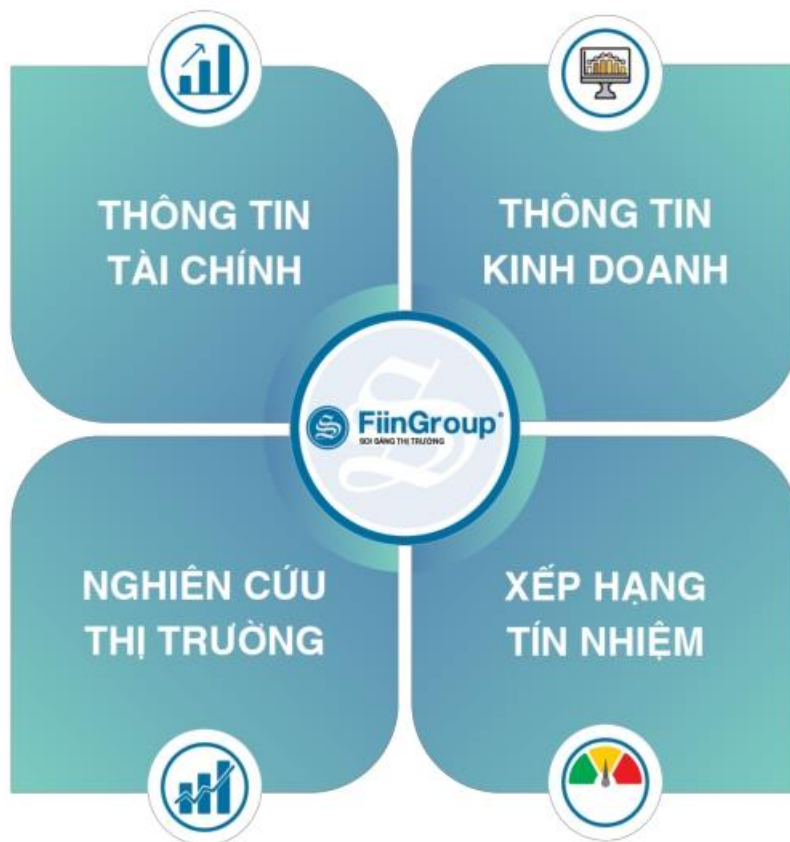 THÔNG TIN
TÀI CHÍNH
THÔNG TIN
KINH DOANH
FiinGroup®
SOI SÁNG THỊ TRƯỜNG
NGHIÊN CỨU
THỊ TRƯỜNG
XẾP HẠNG
TÍN NHIỆM